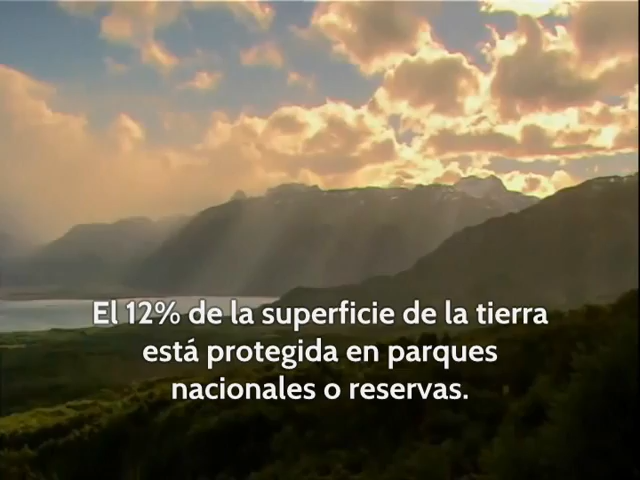 El 12% de la superficie de la tierra
está protegida en parques
nacionales o reservas.